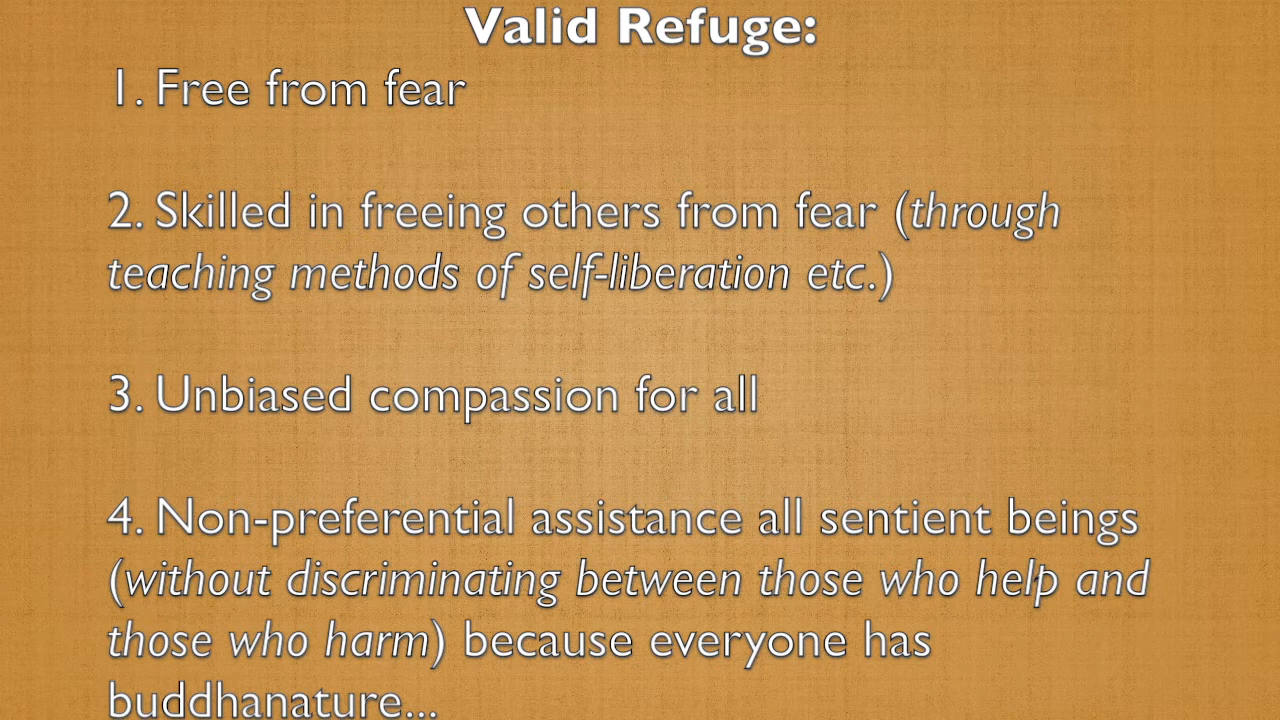 Valid Refuge:
1. Free from fear
2. Skilled in freeing others from fear (through
teaching methods of self-liberation etc.)
3. Unbiased compassion for all
4. Non-preferential assistance all sentient beings
(without discriminating between those who help and
those who harm) because everyone has
buddhanature...